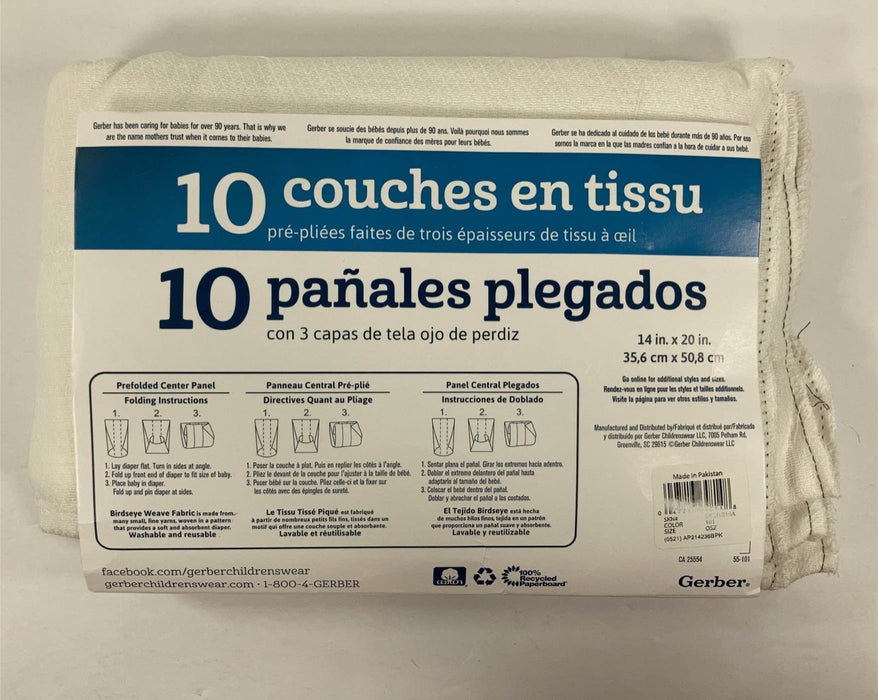 Gerber has been caring for babies for over 90 years. That is why we
are the name mothers trust when it comes to their babies.
Gerber se soucie des bébés depuis plus de 90 ans. Voilà pourquoi nous sommes
la marque de confiance des mères pour leurs bébés.
Gerber se ha dedicado al cuidado de los bebé durante más de 90 años. Por eso
somos la marca en la que las madres confían a la hora de cuidar a sus bebé.
10 couches en tissu
pré-pliées faites de trois épaisseurs de tissu à œil
10 pañales plegados
con 3 capas de tela ojo de perdiz
14 in. x 20 in.
35,6 cm x 50,8 cm
Go online for additional styles and sizes.
Rendez-vous en ligne pour les styles et tailles additionnels.
Visite la página para ver otros estilos y tamaños.
Manufactured and Distributed by/Fabriqué et distribué par/Fabricado
y distribuido por Gerber Childrenswear LLC, 7005 Pelham Rd,
Greenville, SC 29615 ©Gerber Childrenswear LLC
Prefolded Center Panel
Folding Instructions
1. 2. 3.
1. Lay diaper flat. Turn in sides at angle.
2. Fold up front end of diaper to fit size of baby.
3. Place baby in diaper.
Fold up and pin diaper at sides.
Birdseye Weave Fabric is made from
many small, fine yarns, woven in a pattern
that provides a soft and absorbent diaper.
Washable and reusable
Panneau Central Pré-plié
Directives Quant au Pliage
1. 2. 3.
1. Poser la couche à plat. Puis en replier les côtés à l'angle.
2. Pliez le devant de la couche pour l'ajuster à la taille de bébé.
3. Poser bébé sur la couche. Pliez celle-ci et la fixer sur
les côtés avec des épingles de sureté.
Le Tissu Tissé Piqué est fabriqué
à partir de nombreux petits fils fins, tissés dans un
motif qui offre une couche souple et absorbante.
Lavable et réutilisable
Panel Central Plegados
Instrucciones de Doblado
1. 2. 3.
1. Sentar plana el pañal. Girar los extremos hacia adentro.
2. Doblar el extremo delantero del pañal hasta
adaptarlo al tamaño del bebé.
3. Colocar el bebé dentro del pañal.
Doblar y abrochar el pañal a los costados.
El Tejido Birdseye está hecha
de muchos hilos finos, tejida en un patrón
que proporciona un pañal suave y absorbente.
Lavable y reutilizable
Made in Pakistan
SKN#
COLOR 101
SIZE OSZ
(0521) AP214236BPK
facebook.com/gerberchildrenswear
gerberchildrenswear.com · 1-800-4-GERBER
COTTON
100%
Recycled
Paperboard
CA 25554
55-101
Gerber